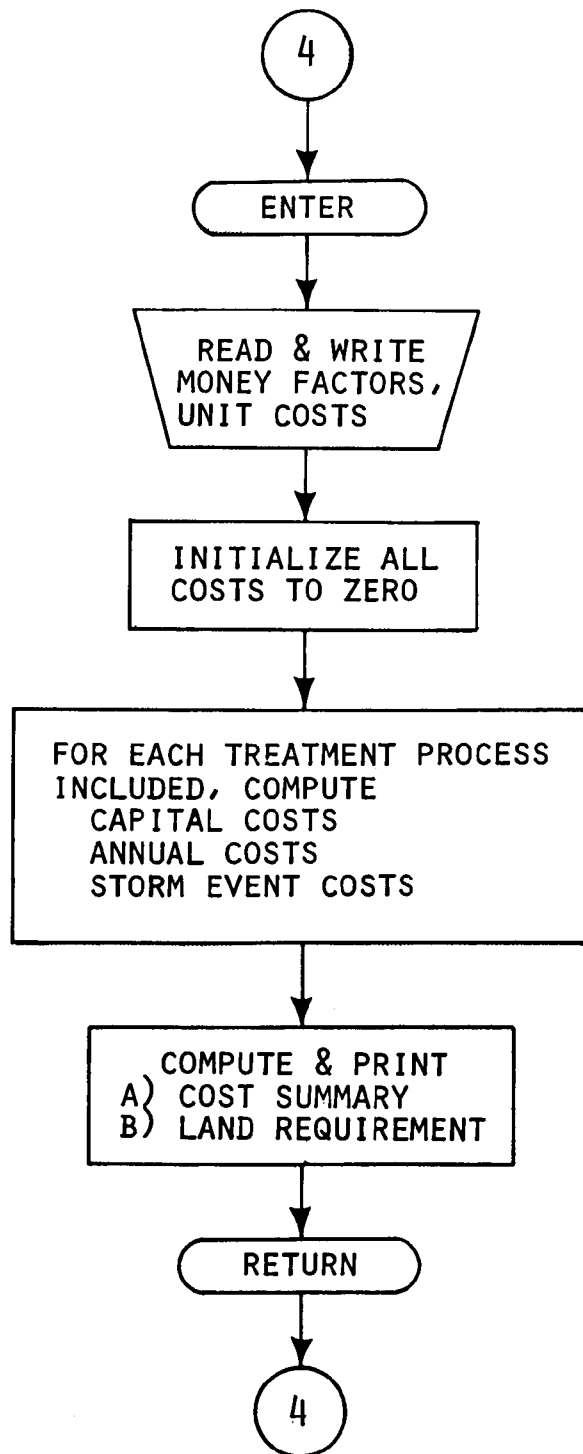 4
ENTER
READ & WRITE
MONEY FACTORS,
UNIT COSTS
INITIALIZE ALL
COSTS TO ZERO
FOR EACH TREATMENT PROCESS
INCLUDED, COMPUTE
CAPITAL COSTS
ANNUAL COSTS
STORM EVENT COSTS
COMPUTE & PRINT
A) COST SUMMARY
B) LAND REQUIREMENT
RETURN
4